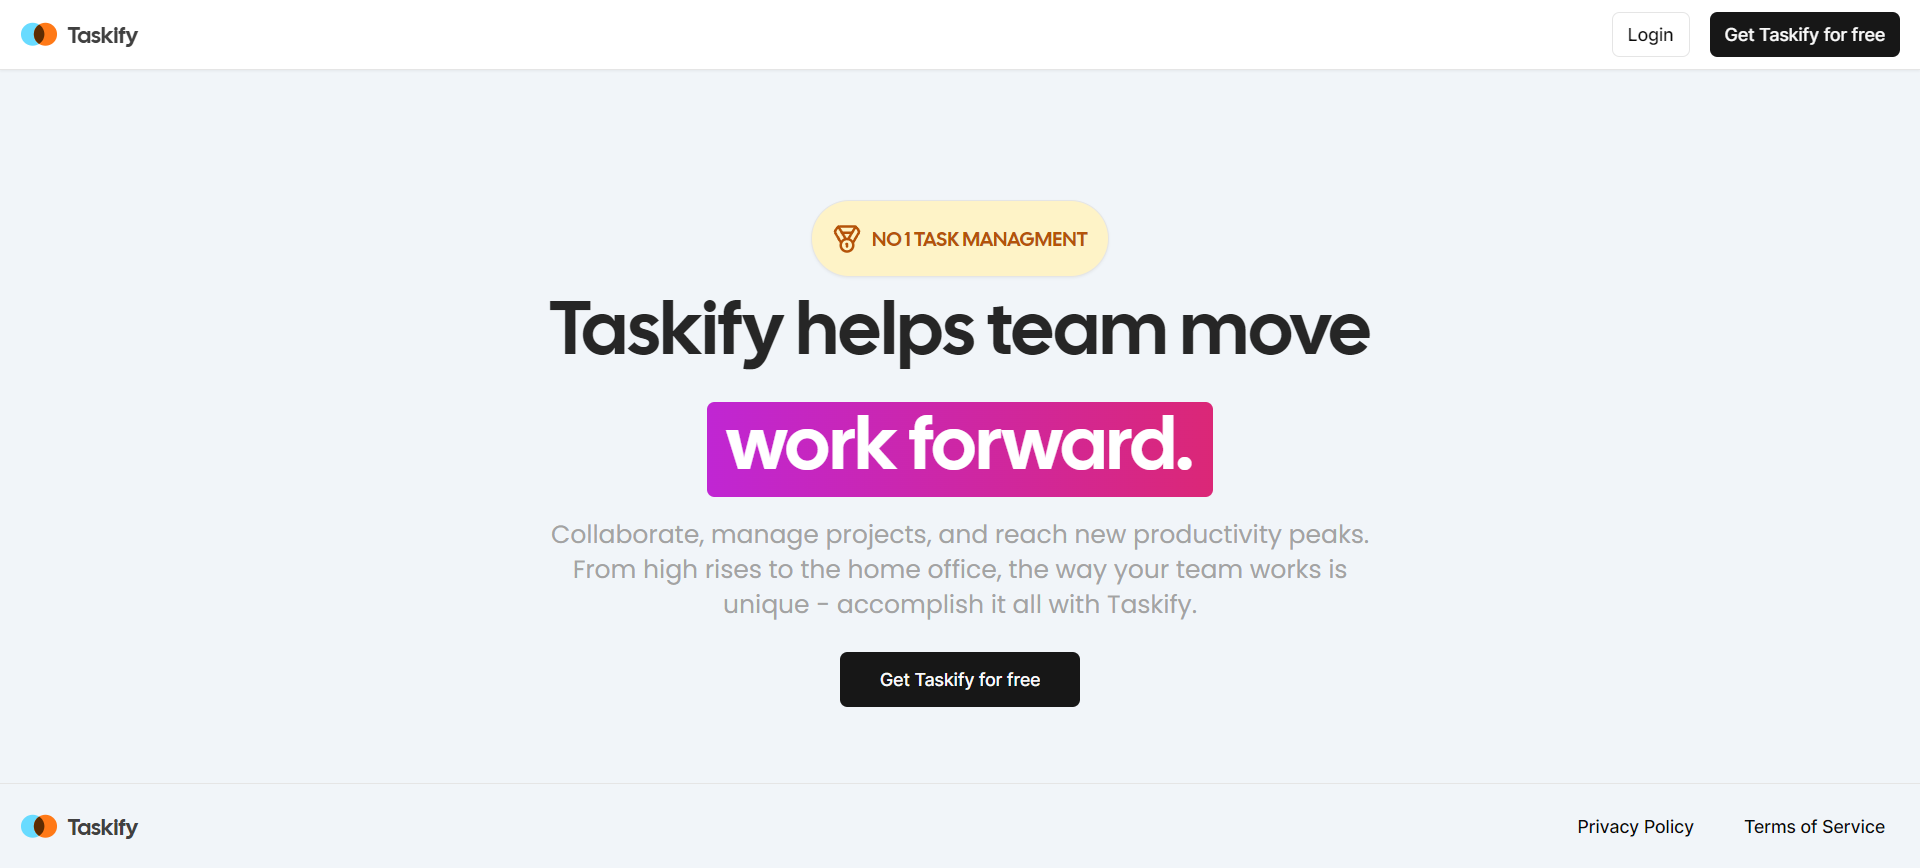 Taskify
Login
Get Taskify for free
NO 1 TASK MANAGMENT
Taskify helps team move
work forward.
Collaborate, manage projects, and reach new productivity peaks.
From high rises to the home office, the way your team works is
unique - accomplish it all with Taskify.
Get Taskify for free
Taskify
Privacy Policy
Terms of Service